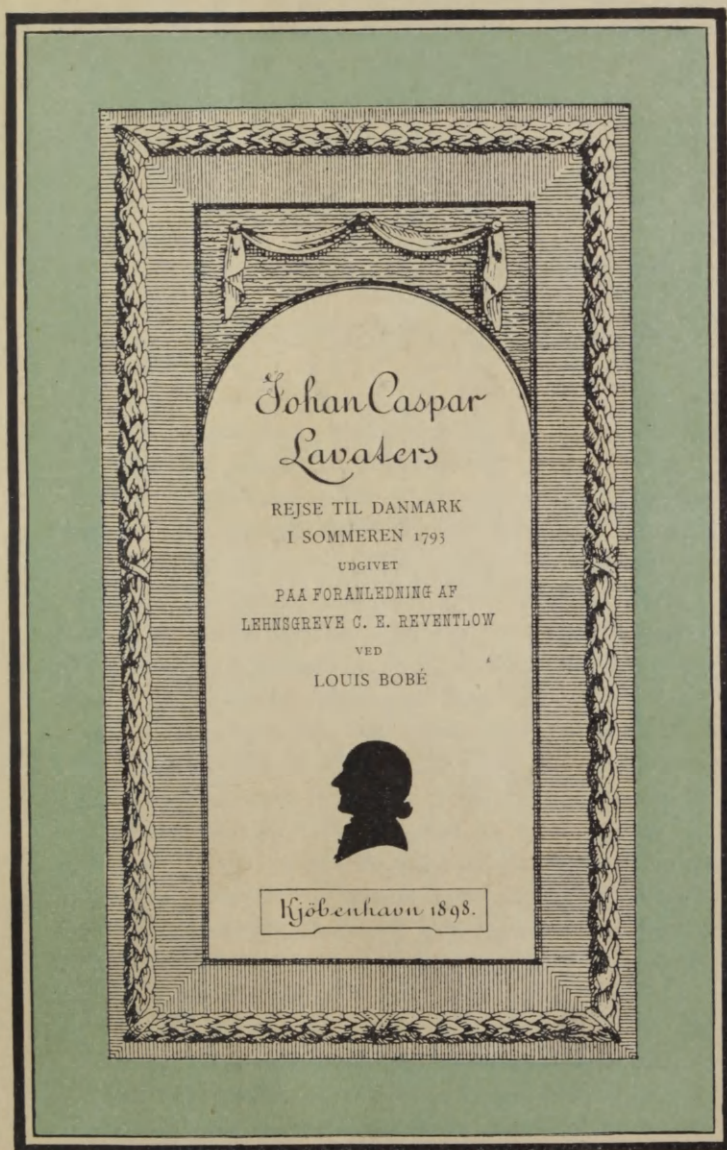 Johan Caspar
Lavaters
REJSE TIL DANMARK
I SOMMEREN 1793
UDGIVET
PAA FORANLEDNING AF
LEHNSGREVE C. E. REVENTLOW
VED
LOUIS BOBÉ
Kjöbenhavn 1898.